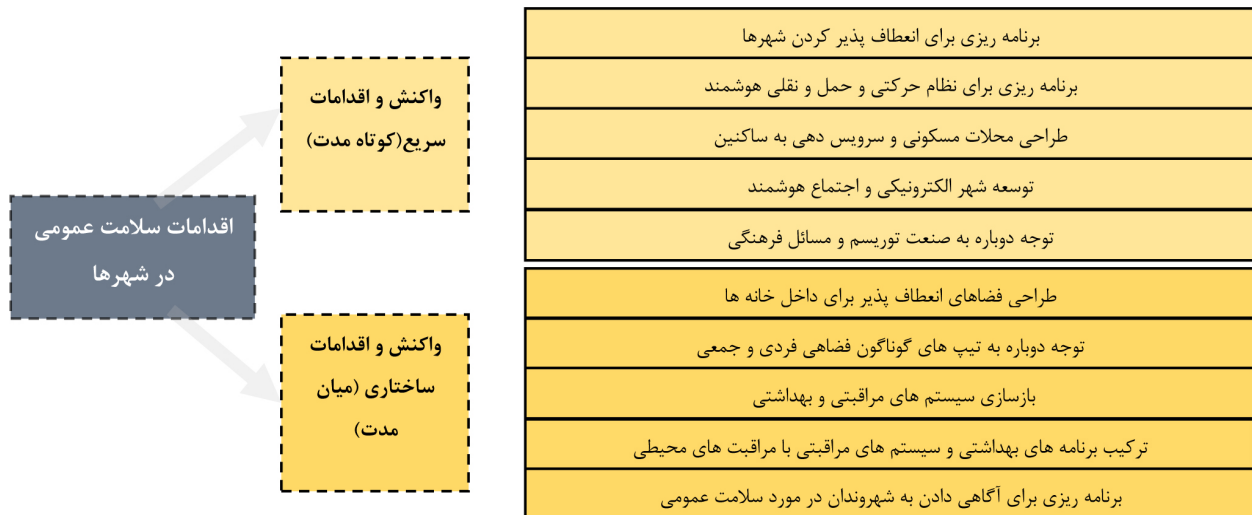 اقدامات سلامت عمومی
در شهرها
واکنش و اقدامات
سریع(کوتاه مدت)
برنامه ریزی برای انعطاف پذیر کردن شهرها
برنامه ریزی برای نظام حرکتی و حمل و نقلی هوشمند
طراحی محلات مسکونی و سرویس دهی به ساکنین
توسعه شهر الکترونیکی و اجتماع هوشمند
توجه دوباره به صنعت توریسم و مسائل فرهنگی
واکنش و اقدامات
ساختاری (میان
مدت)
طراحی فضاهای انعطاف پذیر برای داخل خانه ها
توجه دوباره به تیپ های گوناگون فضاهی فردی و جمعی
بازسازی سیستم های مراقبتی و بهداشتی
ترکیب برنامه های بهداشتی و سیستم های مراقبتی با مراقبت های محیطی
برنامه ریزی برای آگاهی دادن به شهروندان در مورد سلامت عمومی